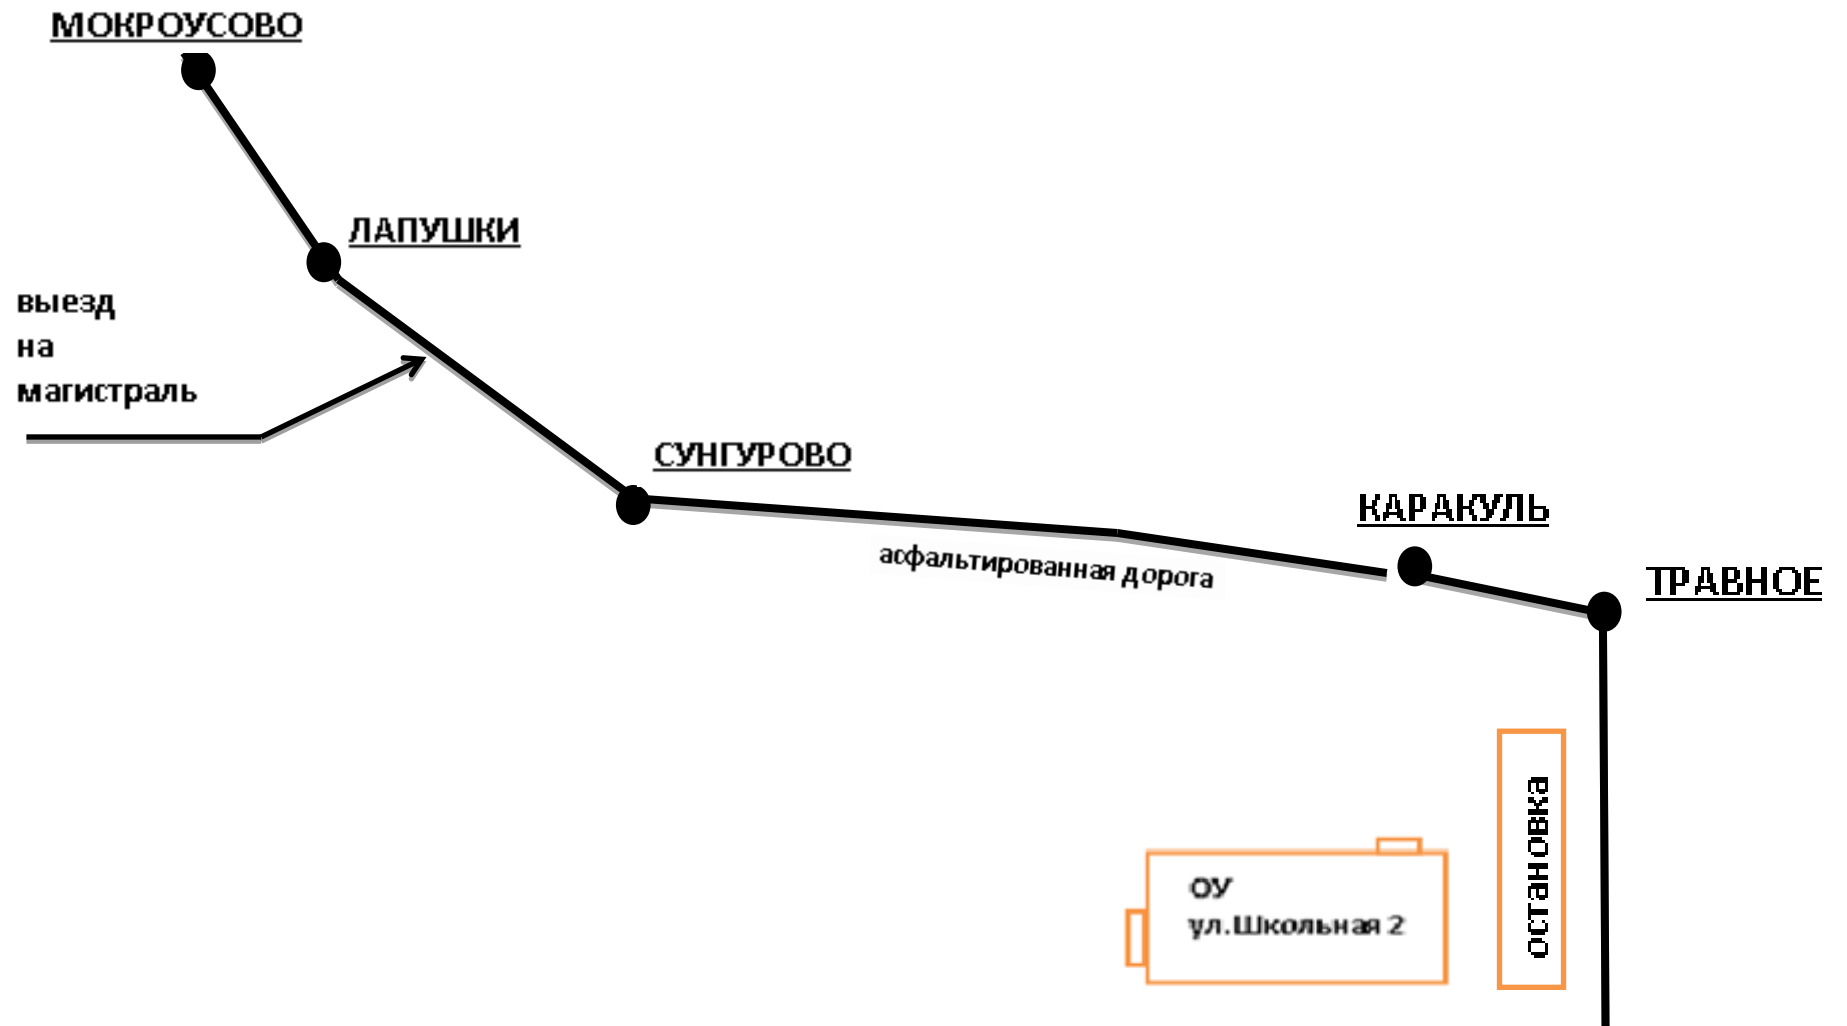 МОКРОУСОВО
ЛАПУШКИ
выезд
на
магистраль
СУНГУРОВО
КАРАКУЛЬ
асфальтированная дорога
ТРАВНОЕ
остановка
ОУ
ул.Школьная 2